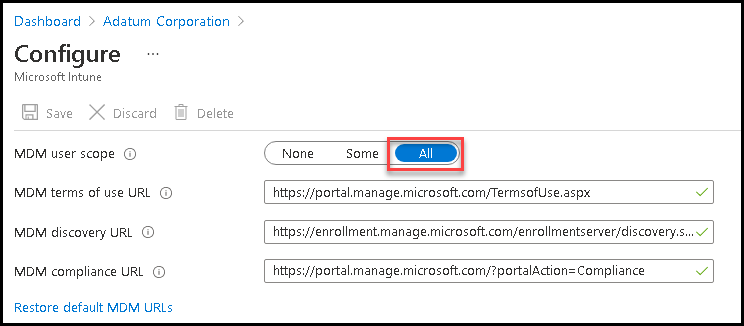 Dashboard > Adatum Corporation >
Configure ...
Microsoft Intune
Save Discard Delete
MDM user scope None Some All
MDM terms of use URL https://portal.manage.microsoft.com/TermsofUse.aspx
MDM discovery URL https://enrollment.manage.microsoft.com/enrollmentserver/discovery.s...
MDM compliance URL https://portal.manage.microsoft.com/?portalAction=Compliance
Restore default MDM URLs